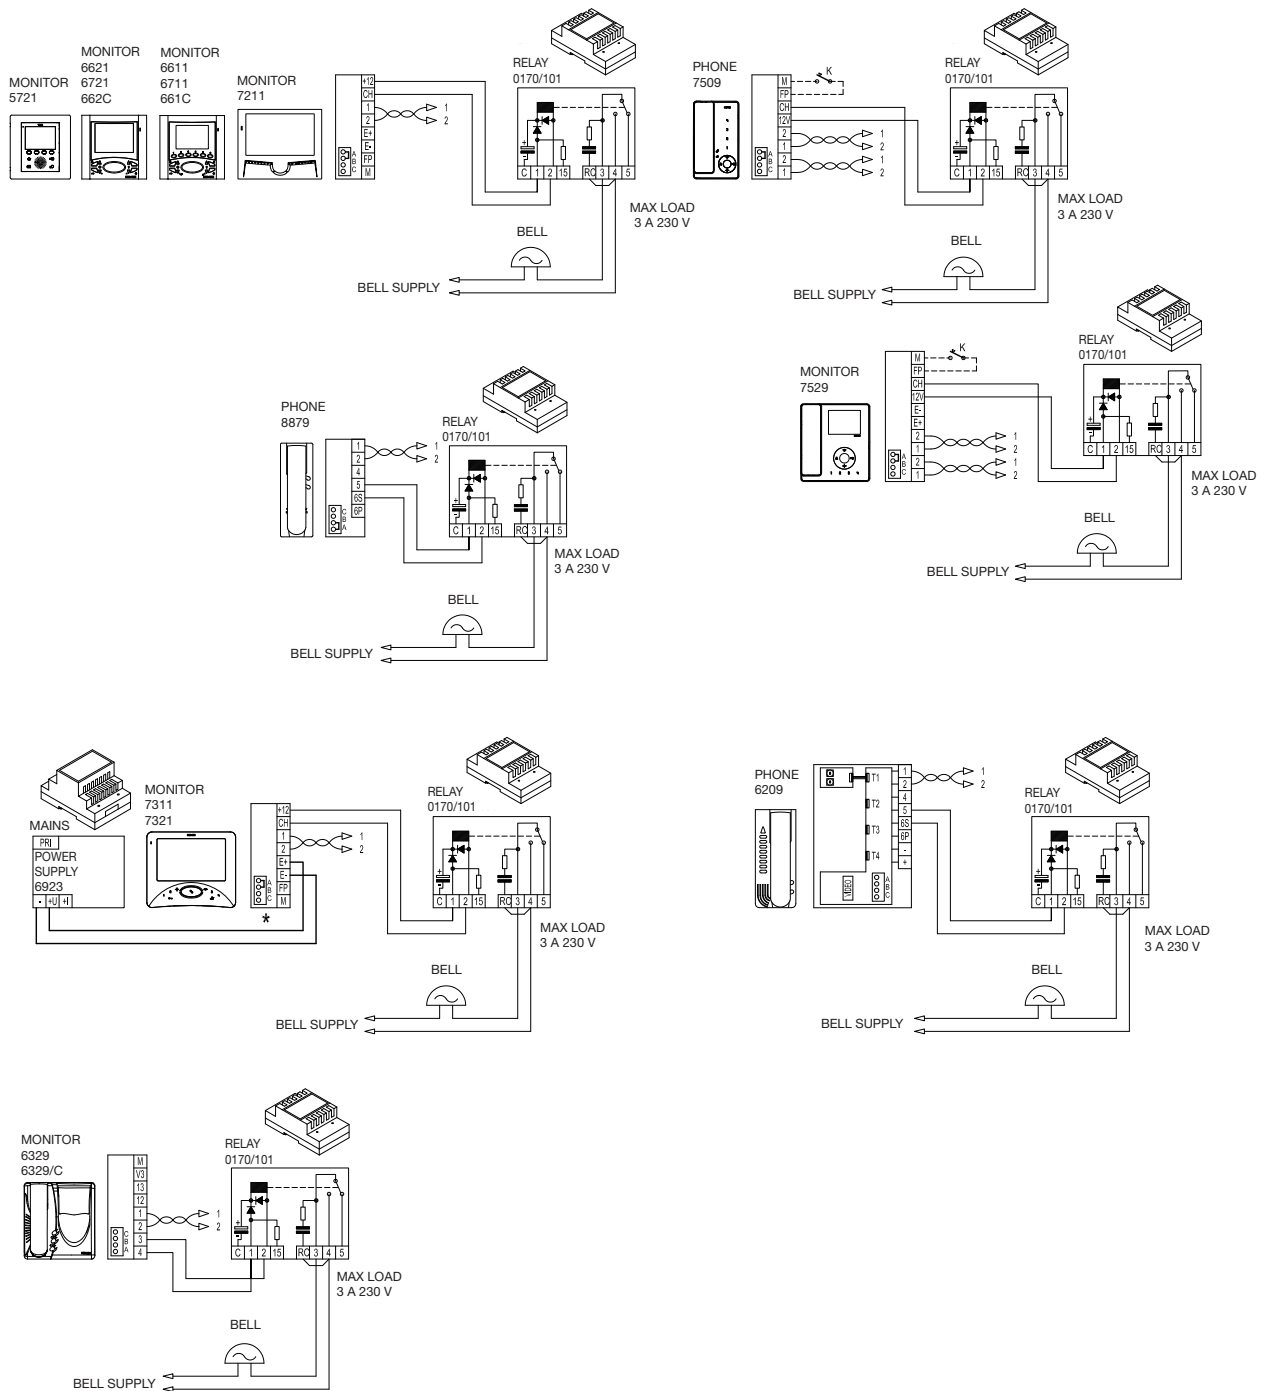 MONITOR
5721
MONITOR
6621
6721
662C
MONITOR
6611
6711
661C
MONITOR
7211
+12
CH
1
2
E+
E-
FP
M
A
B
C
1
2
RELAY
0170/101
C 1 2 15 RC 3 4 5
MAX LOAD
3 A 230 V
BELL
BELL SUPPLY
PHONE
7509
M
FP
CH
12V
2
1
2
1
A
B
C
K
1
2
1
2
RELAY
0170/101
C 1 2 15 RC 3 4 5
MAX LOAD
3 A 230 V
BELL
BELL SUPPLY
PHONE
8879
1
2
4
5
6S
6P
C
B
A
1
2
RELAY
0170/101
C 1 2 15 RC 3 4 5
MAX LOAD
3 A 230 V
BELL
BELL SUPPLY
MONITOR
7529
M
FP
CH
12V
E-
E+
2
1
2
1
A
B
C
K
1
2
1
2
RELAY
0170/101
C 1 2 15 RC 3 4 5
MAX LOAD
3 A 230 V
BELL
BELL SUPPLY
MAINS
PRI
POWER
SUPPLY
6923
- +U +I
MONITOR
7311
7321
+12
CH
1
2
E+
E-
FP
M
A
B
C
*
1
2
RELAY
0170/101
C 1 2 15 RC 3 4 5
MAX LOAD
3 A 230 V
BELL
BELL SUPPLY
PHONE
6209
T1
T2
T3
T4
VIDEO
A
B
C
1
2
4
5
6S
6P
-
+
1
2
RELAY
0170/101
C 1 2 15 RC 3 4 5
MAX LOAD
3 A 230 V
BELL
BELL SUPPLY
MONITOR
6329
6329/C
M
V3
13
12
1
2
3
4
C
B
A
1
2
RELAY
0170/101
C 1 2 15 RC 3 4 5
MAX LOAD
3 A 230 V
BELL
BELL SUPPLY